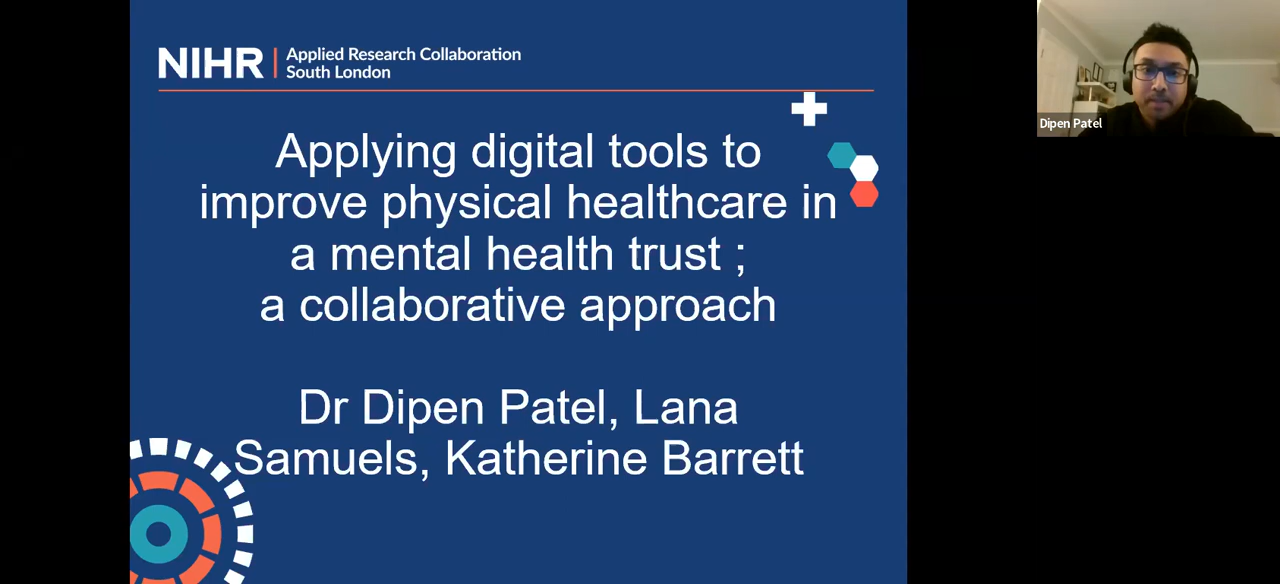 NIHR
Applied Research Collaboration
South London
Applying digital tools to
improve physical healthcare in
a mental health trust ;
a collaborative approach
Dr Dipen Patel, Lana
Samuels, Katherine Barrett
Dipen Patel